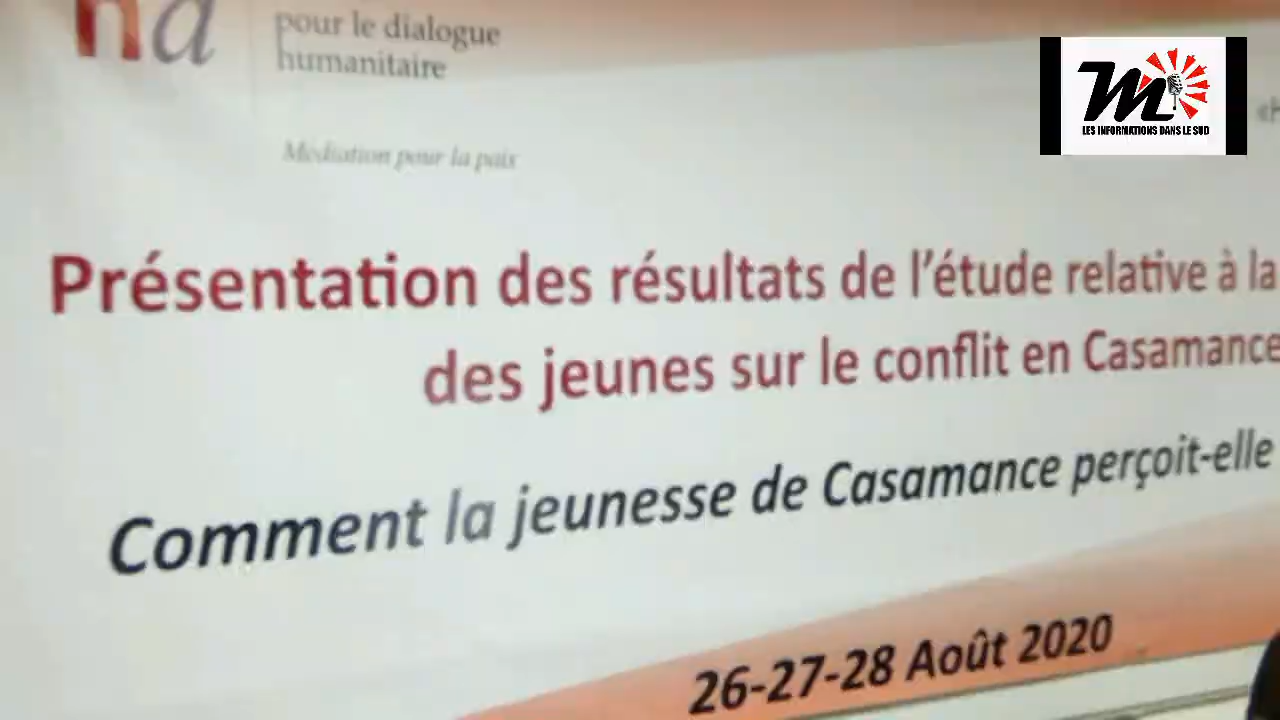 hd
pour le dialogue
humanitaire
Médiation pour la paix
LES INFORMATIONS DANS LE SUD
Présentation des résultats de l'étude relative à la
des jeunes sur le conflit en Casamance
Comment la jeunesse de Casamance perçoit-elle
26-27-28 Août 2020